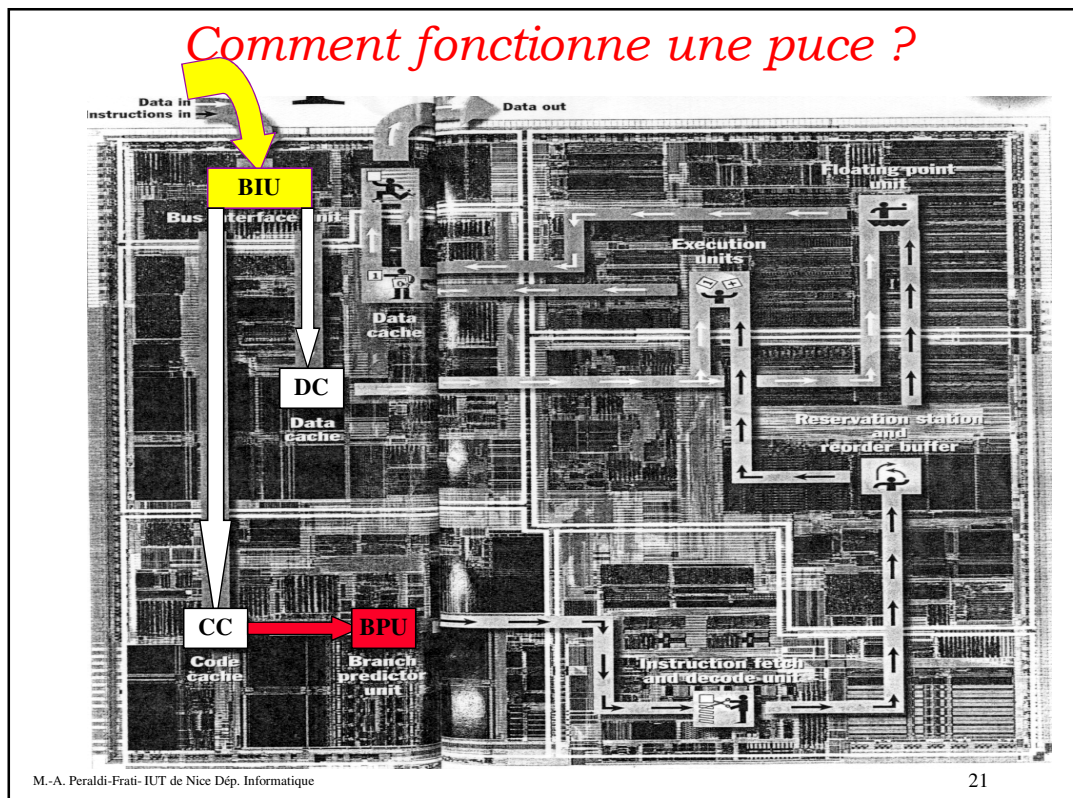 Comment fonctionne une puce ?
Data in
Instructions in
Data out
BIU
Bus interface unit
Floating-point
unit
Execution
units
1
Data
cache
DC
Data
cache
Reservation station
and
reorder buffer
CC
BPU
Code
cache
Branch
predictor
unit
Instruction fetch
and decode unit
M.-A. Peraldi-Frati- IUT de Nice Dép. Informatique
21